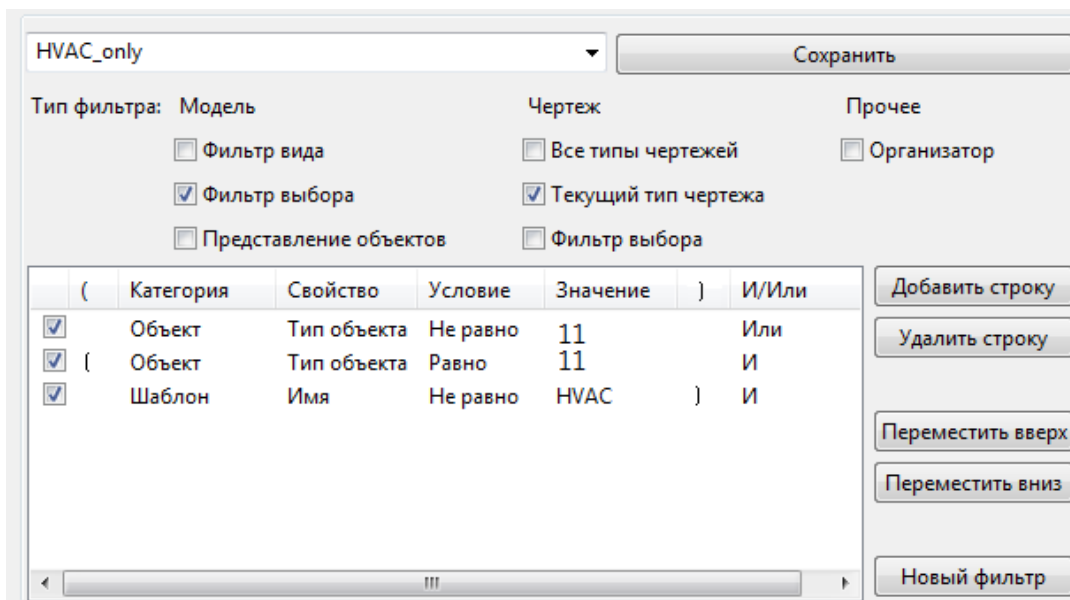 HVAC_only Сохранить
Тип фильтра: Модель Чертеж Прочее
Фильтр вида Все типы чертежей Организатор
Фильтр выбора Текущий тип чертежа
Представление объектов Фильтр выбора
( Категория Свойство Условие Значение ) И/Или Добавить строку
Объект Тип объекта Не равно 11 Или Удалить строку
( Объект Тип объекта Равно 11 И
Шаблон Имя Не равно HVAC ) И
Переместить вверх
Переместить вниз
Новый фильтр